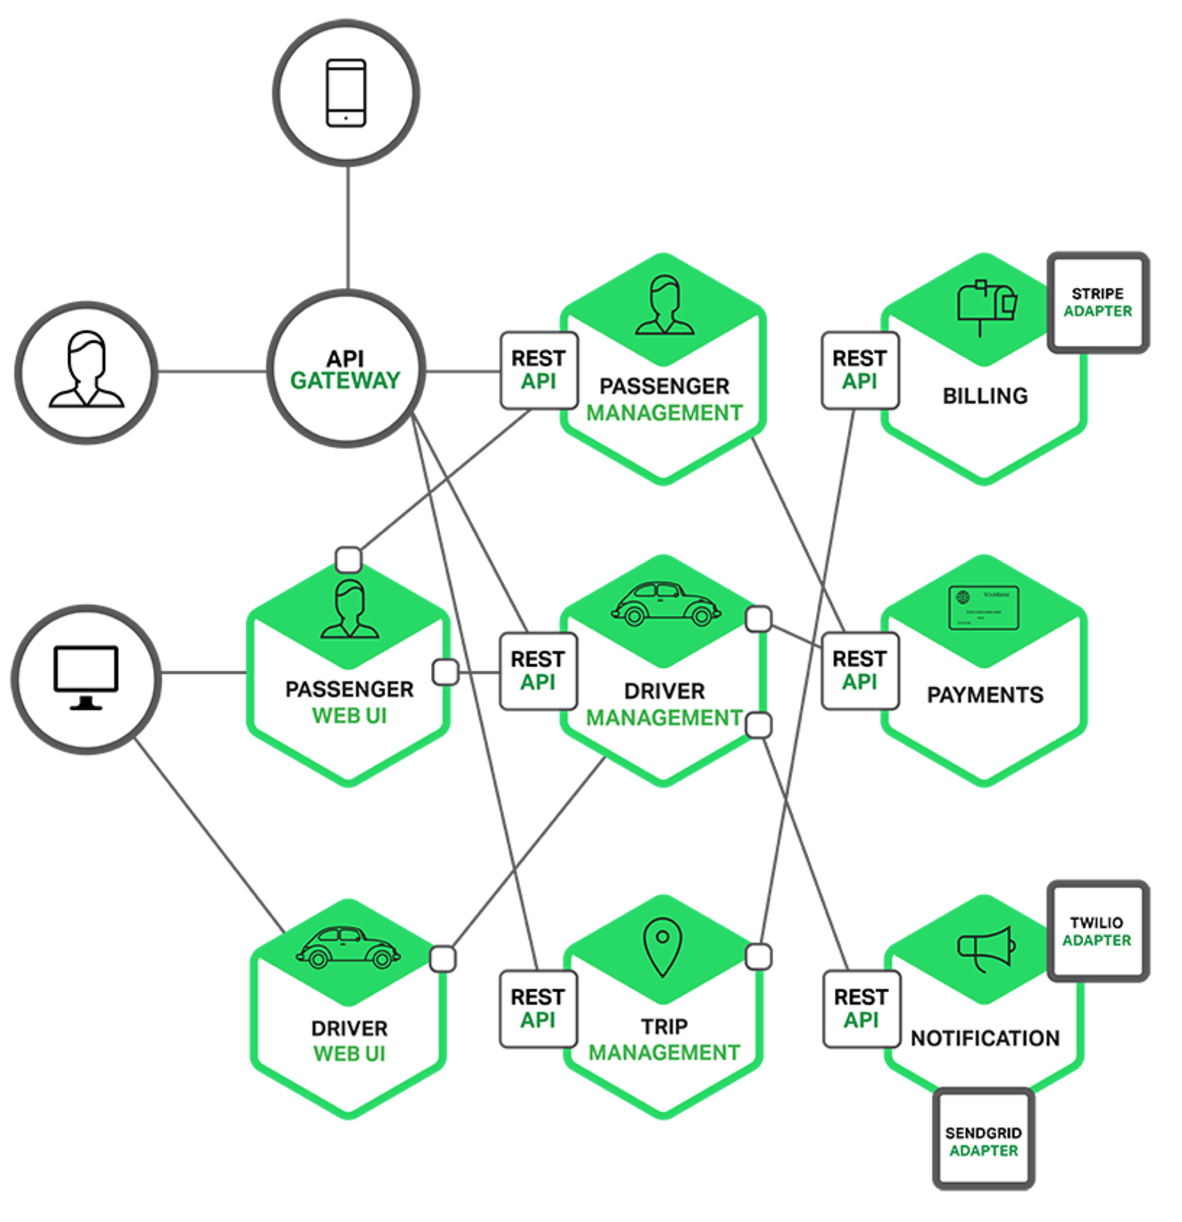 API
GATEWAY
REST
API
PASSENGER
MANAGEMENT
REST
API
BILLING
STRIPE
ADAPTER
PASSENGER
WEB UI
REST
API
DRIVER
MANAGEMENT
REST
API
PAYMENTS
DRIVER
WEB UI
REST
API
TRIP
MANAGEMENT
REST
API
NOTIFICATION
TWILIO
ADAPTER
SENDGRID
ADAPTER